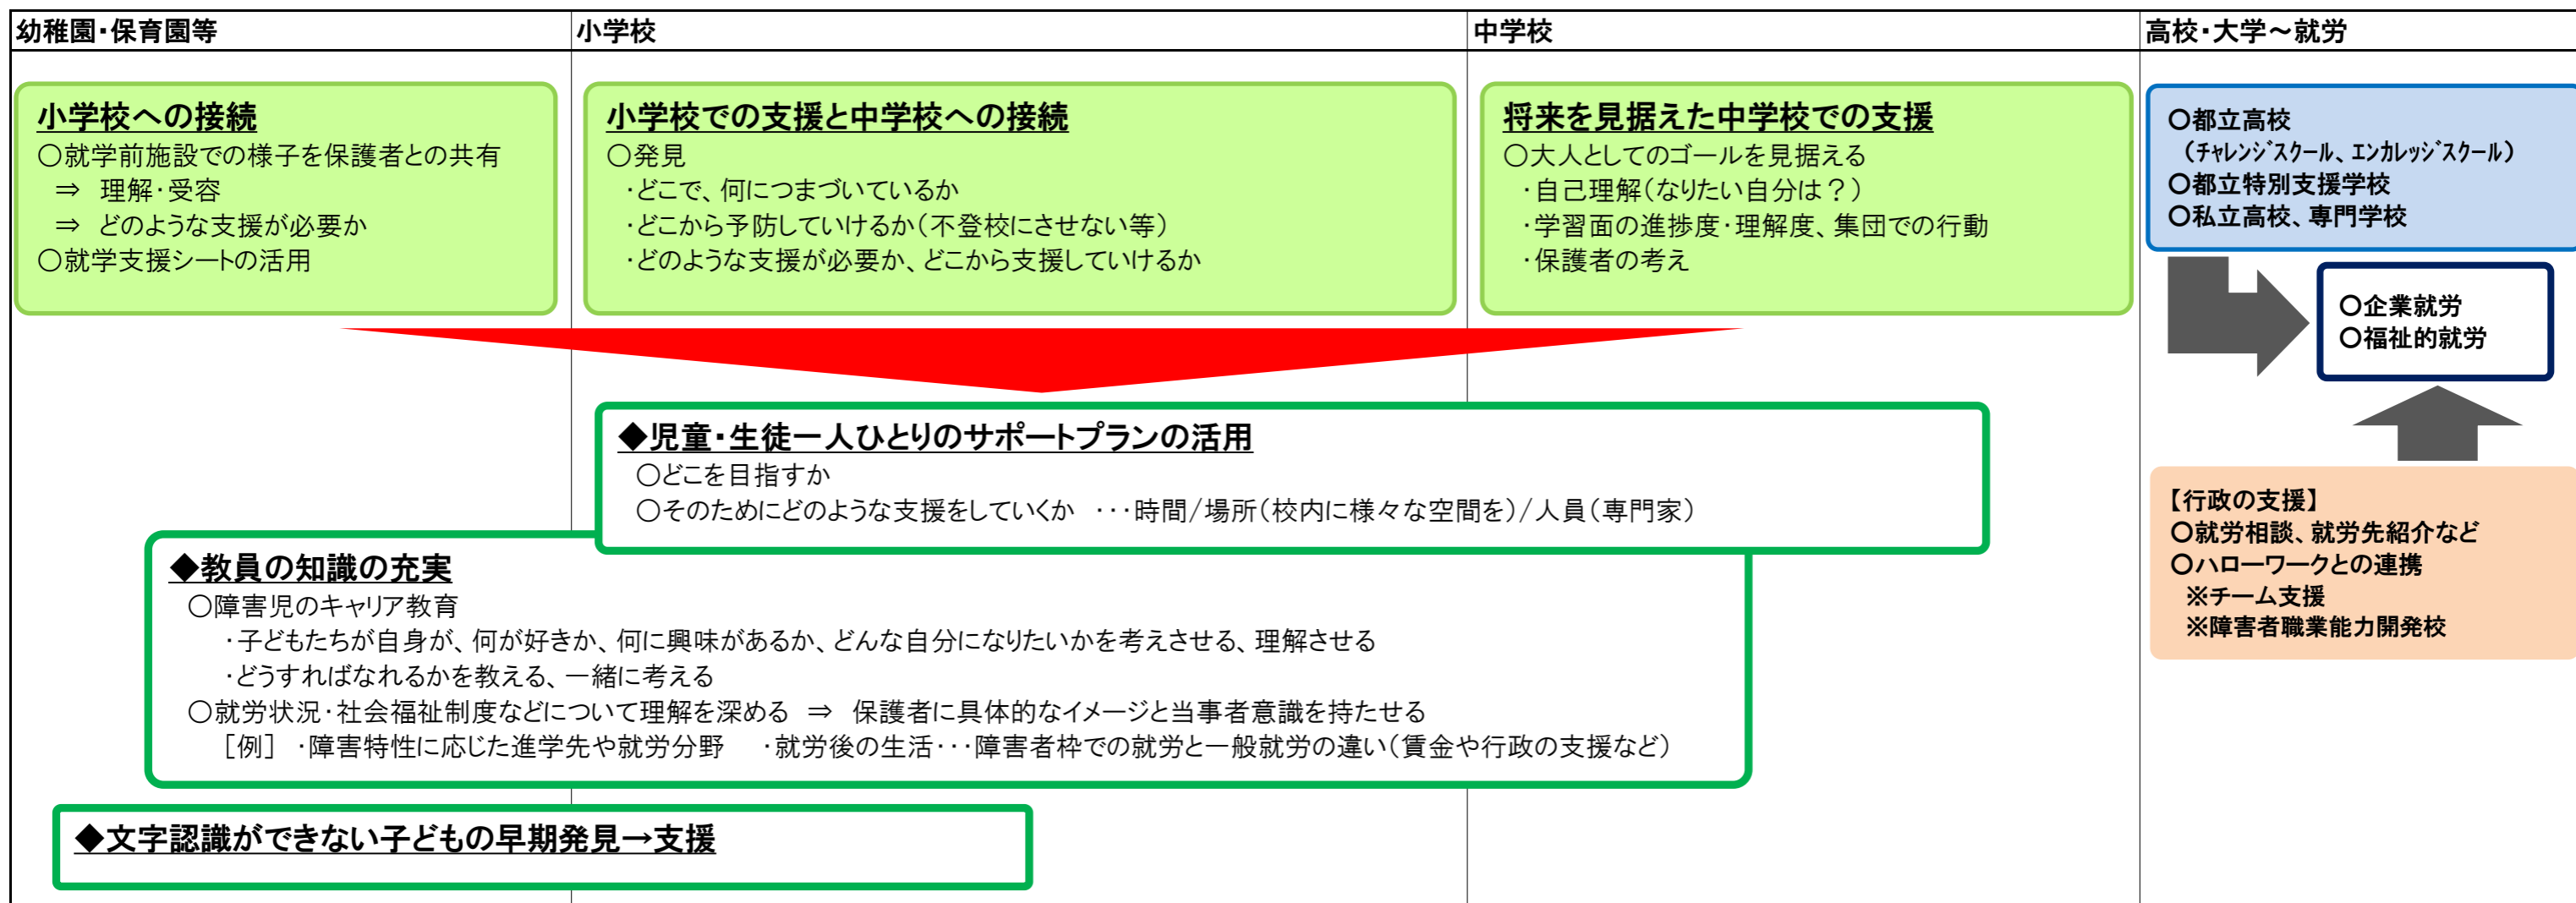 幼稚園・保育園等
小学校
中学校
高校・大学～就労
小学校への接続
○就学前施設での様子を保護者との共有
⇒ 理解・受容
⇒ どのような支援が必要か
○就学支援シートの活用
小学校での支援と中学校への接続
○発見
・どこで、何につまづいているか
・どこから予防していけるか（不登校にさせない等）
・どのような支援が必要か、どこから支援していけるか
将来を見据えた中学校での支援
○大人としてのゴールを見据える
・自己理解（なりたい自分は？）
・学習面の進捗度・理解度、集団での行動
・保護者の考え
○都立高校
（ﾁｬﾚﾝｼﾞｽｸｰﾙ、ｴﾝｶﾚｯｼﾞｽｸｰﾙ）
○都立特別支援学校
○私立高校、専門学校
○企業就労
○福祉的就労
◆児童・生徒一人ひとりのサポートプランの活用
○どこを目指すか
○そのためにどのような支援をしていくか ・・・時間/場所（校内に様々な空間を）/人員（専門家）
◆教員の知識の充実
○障害児のキャリア教育
・子どもたちが自身が、何が好きか、何に興味があるか、どんな自分になりたいかを考えさせる、理解させる
・どうすればなれるかを教える、一緒に考える
○就労状況・社会福祉制度などについて理解を深める ⇒ 保護者に具体的なイメージと当事者意識を持たせる
［例］ ・障害特性に応じた進学先や就労分野 ・就労後の生活・・・障害者枠での就労と一般就労の違い（賃金や行政の支援など）
◆文字認識ができない子どもの早期発見→支援
【行政の支援】
○就労相談、就労先紹介など
○ハローワークとの連携
※チーム支援
※障害者職業能力開発校